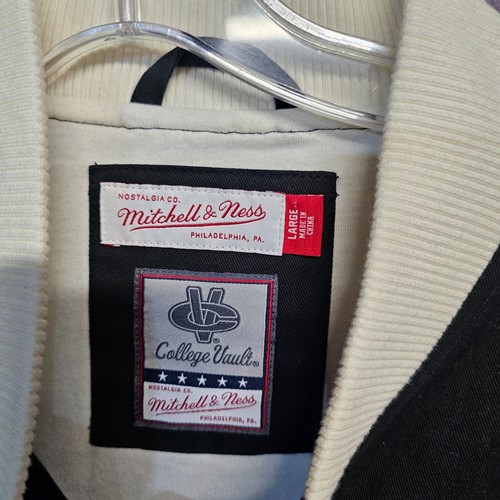 NOSTALGIA CO.
Mitchell & Ness
PHILADELPHIA, PA.
LARGE
MADE IN
CHINA
VC
College Vault®
NOSTALGIA CO.
Mitchell & Ness
PHILADELPHIA, PA.